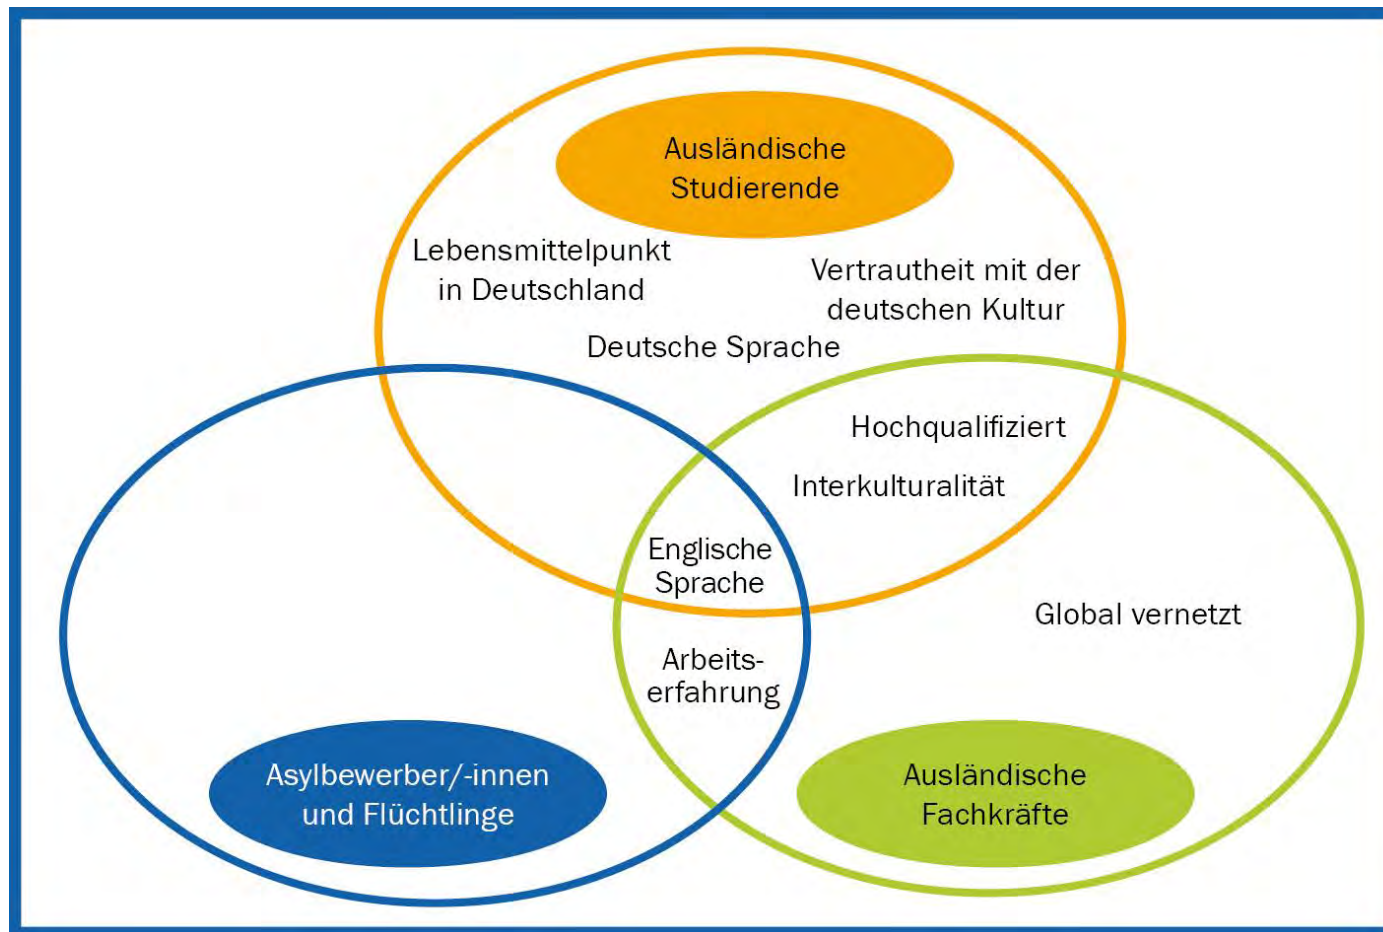 Ausländische
Studierende
Lebensmittelpunkt
in Deutschland
Vertrautheit mit der
deutschen Kultur
Deutsche Sprache
Hochqualifiziert
Interkulturalität
Englische
Sprache
Global vernetzt
Arbeits-
erfahrung
Asylbewerber/-innen
und Flüchtlinge
Ausländische
Fachkräfte